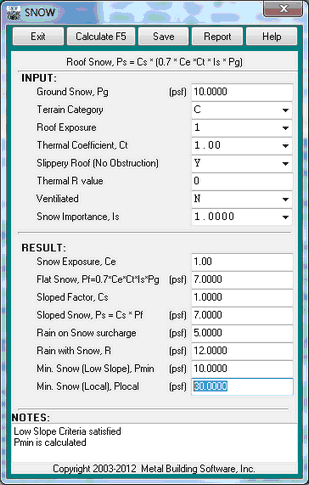 SNOW
Exit Calculate F5 Save Report Help
Roof Snow, Ps = Cs * (0.7 * Ce *Ct * Is * Pg)
INPUT:
Ground Snow, Pg (psf) 10.0000
Terrain Category C
Roof Exposure 1
Thermal Coefficient, Ct 1.00
Slippery Roof (No Obstruction) Y
Thermal R value 0
Ventiliated N
Snow Importance, Is 1.0000
RESULT:
Snow Exposure, Ce 1.00
Flat Snow, Pf=0.7*Ce*Ct*Is*Pg (psf) 7.0000
Sloped Factor, Cs 1.0000
Sloped Snow, Ps = Cs * Pf (psf) 7.0000
Rain on Snow surcharge (psf) 5.0000
Rain with Snow, R (psf) 12.0000
Min. Snow (Low Slope), Pmin (psf) 10.0000
Min. Snow (Local), Plocal (psf) 30.0000
NOTES:
Low Slope Criteria satisfied
Pmin is calculated
Copyright 2003-2012 Metal Building Software, Inc.